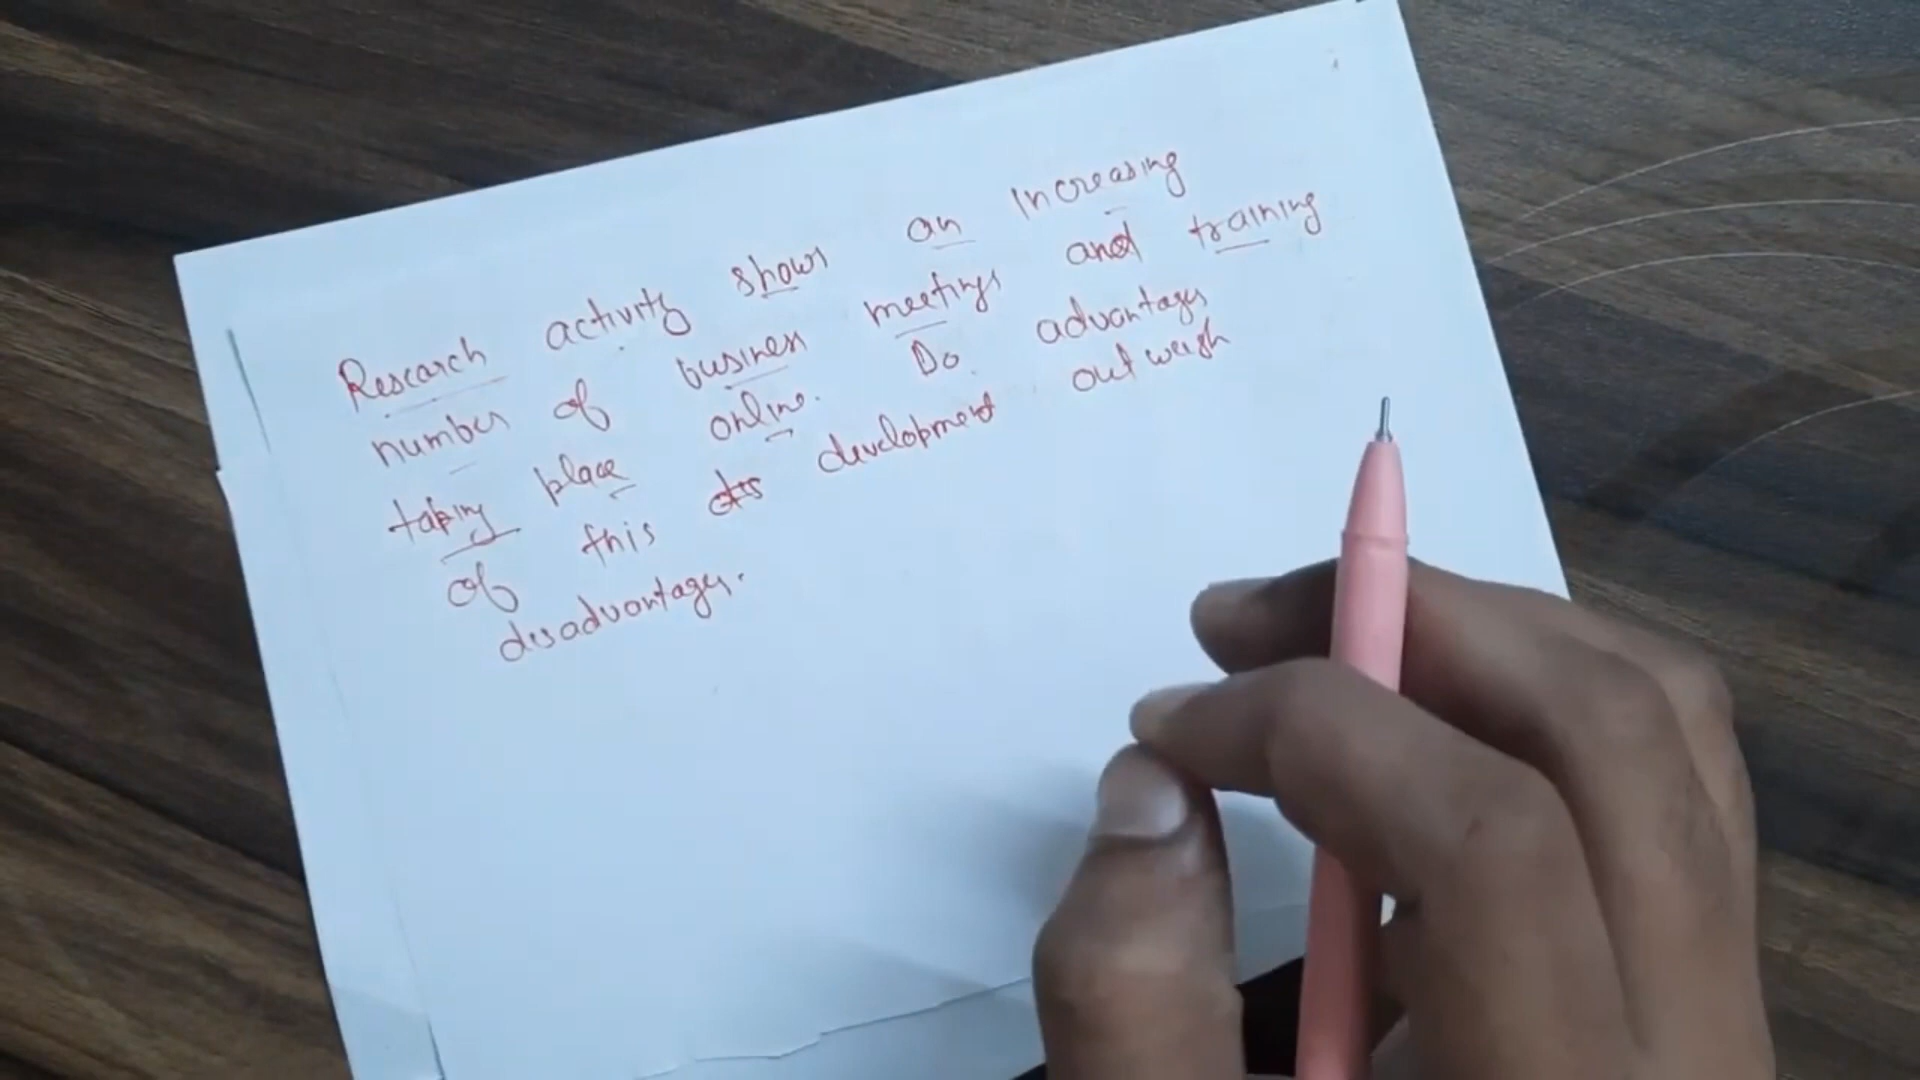 Research activity shows an increasing
number of business meetings and training
taking place online. Do advantages
of this dis development outweigh
disadvantages.